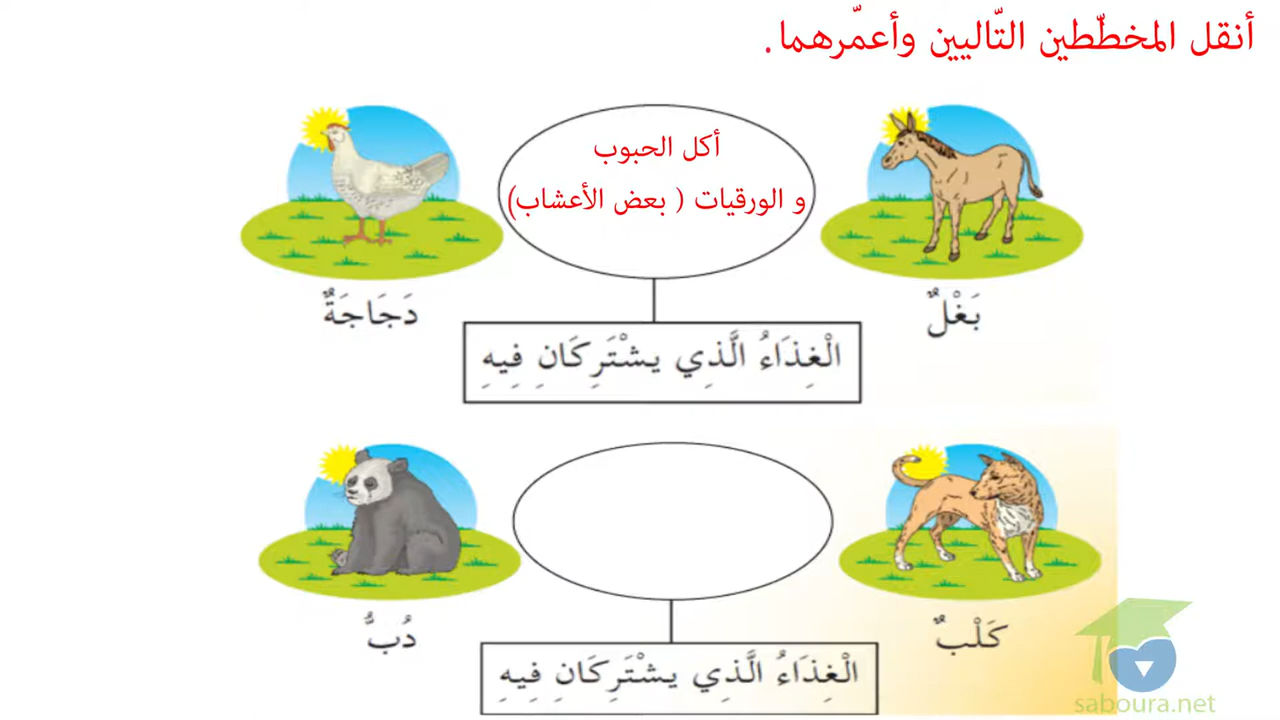 أنقل المخطّطين التّاليين وأعمّرهما.
أكل الحبوب
و الورقيات ( بعض الأعشاب)
بَغْلٌ
دَجَاجَةٌ
الْغِذَاءُ الَّذِي يشْتَرِكَانِ فِيهِ
كَلْبٌ
دُبٌّ
الْغِذَاءُ الَّذِي يشْتَرِكَانِ فِيهِ
saboura.net